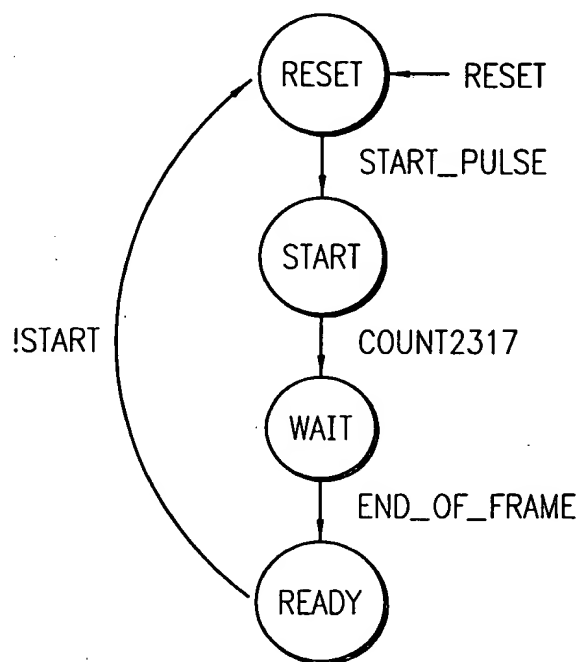 RESET
RESET
START_PULSE
START
!START
COUNT2317
WAIT
END_OF_FRAME
READY